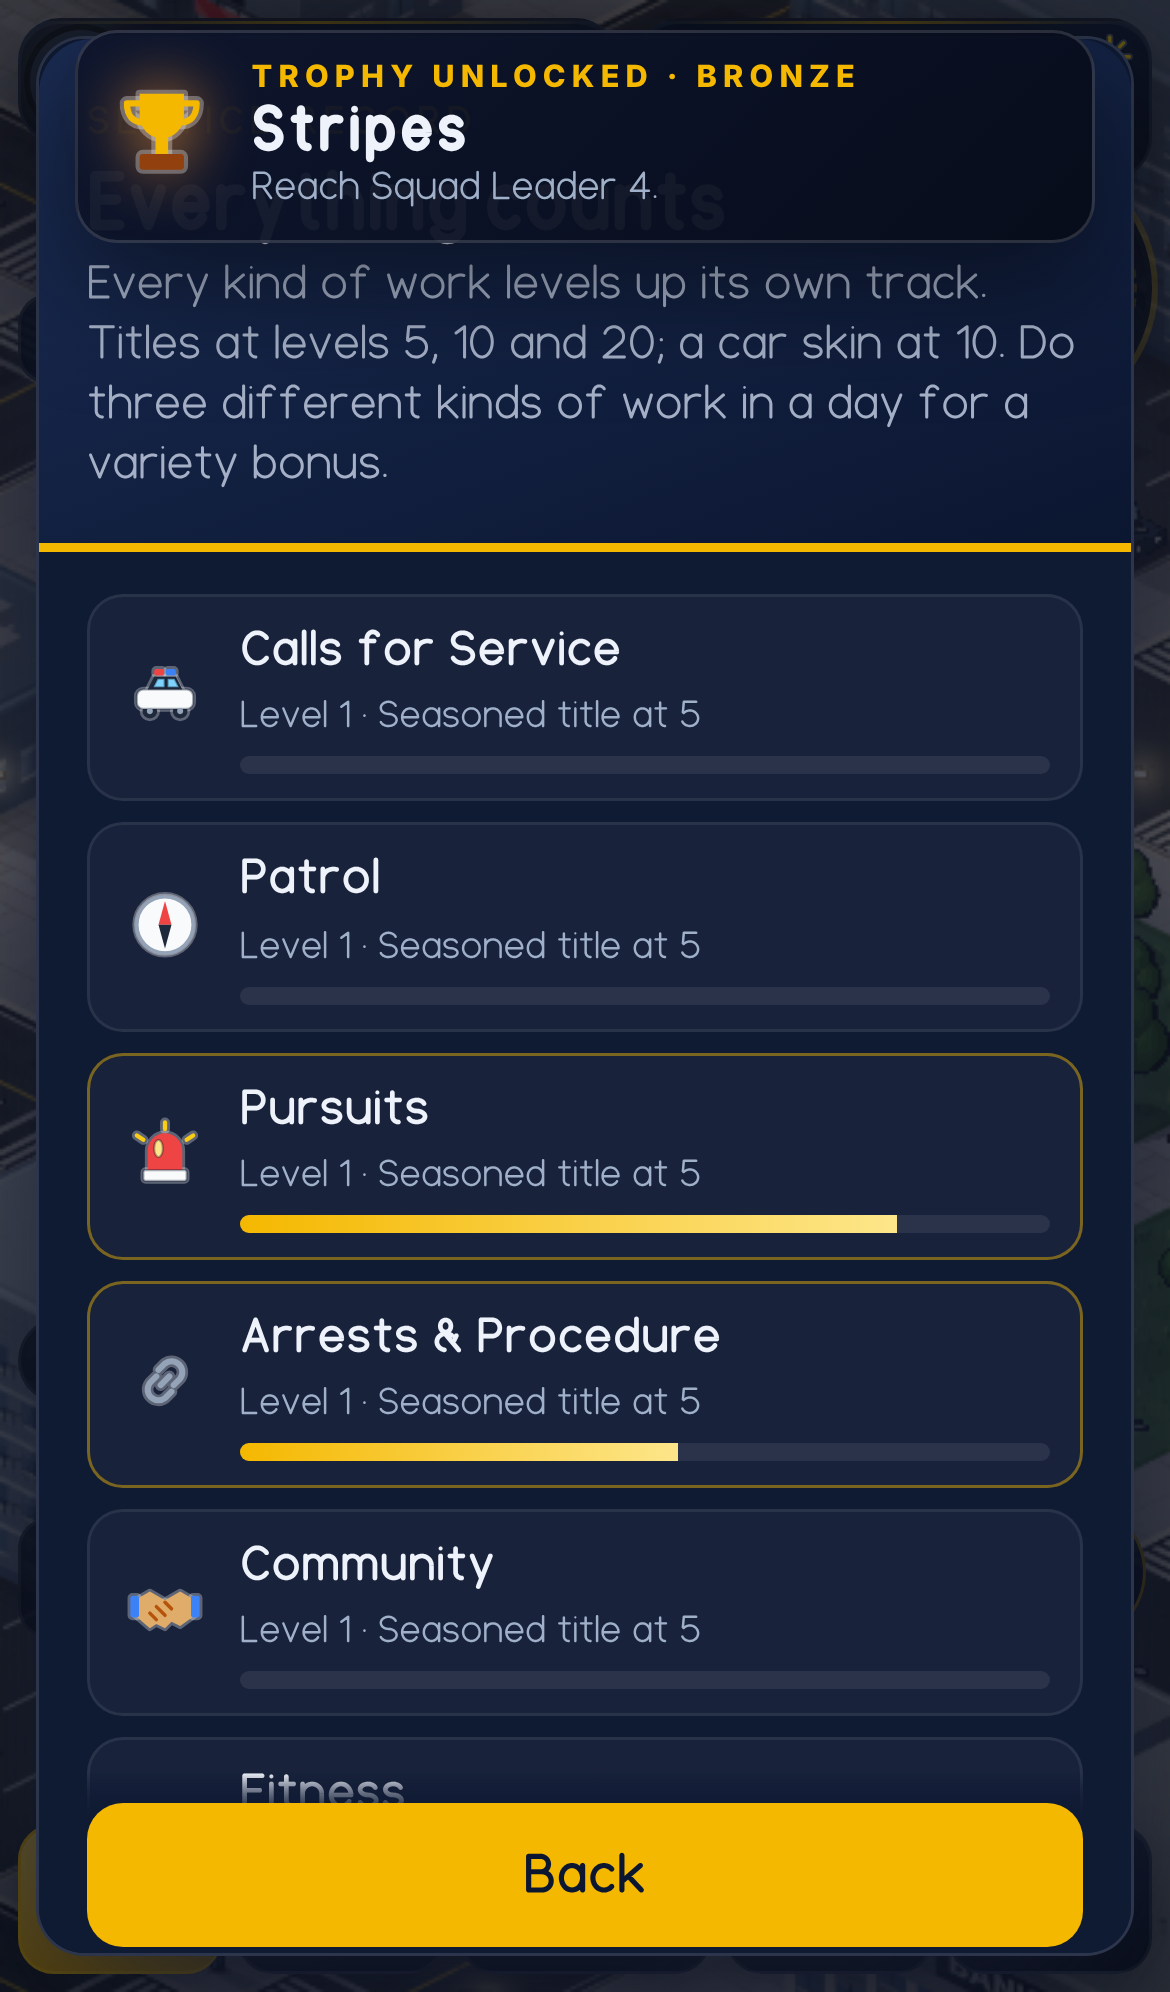 TROPHY UNLOCKED · BRONZE
Stripes
Reach Squad Leader 4.
Everything counts
Every kind of work levels up its own track.
Titles at levels 5, 10 and 20; a car skin at 10. Do
three different kinds of work in a day for a
variety bonus.
Calls for Service
Level 1 · Seasoned title at 5
Patrol
Level 1 · Seasoned title at 5
Pursuits
Level 1 · Seasoned title at 5
Arrests & Procedure
Level 1 · Seasoned title at 5
Community
Level 1 · Seasoned title at 5
Fitness
Back